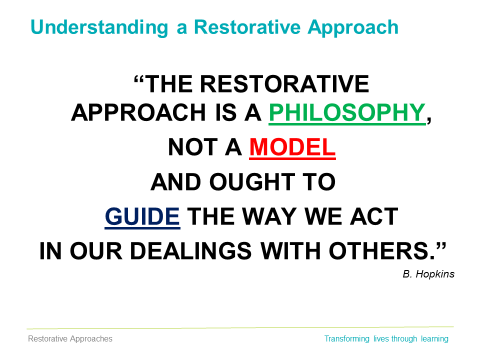 Understanding a Restorative Approach
“THE RESTORATIVE
APPROACH IS A PHILOSOPHY,
NOT A MODEL
AND OUGHT TO
GUIDE THE WAY WE ACT
IN OUR DEALINGS WITH OTHERS.”
B. Hopkins
Restorative Approaches
Transforming lives through learning